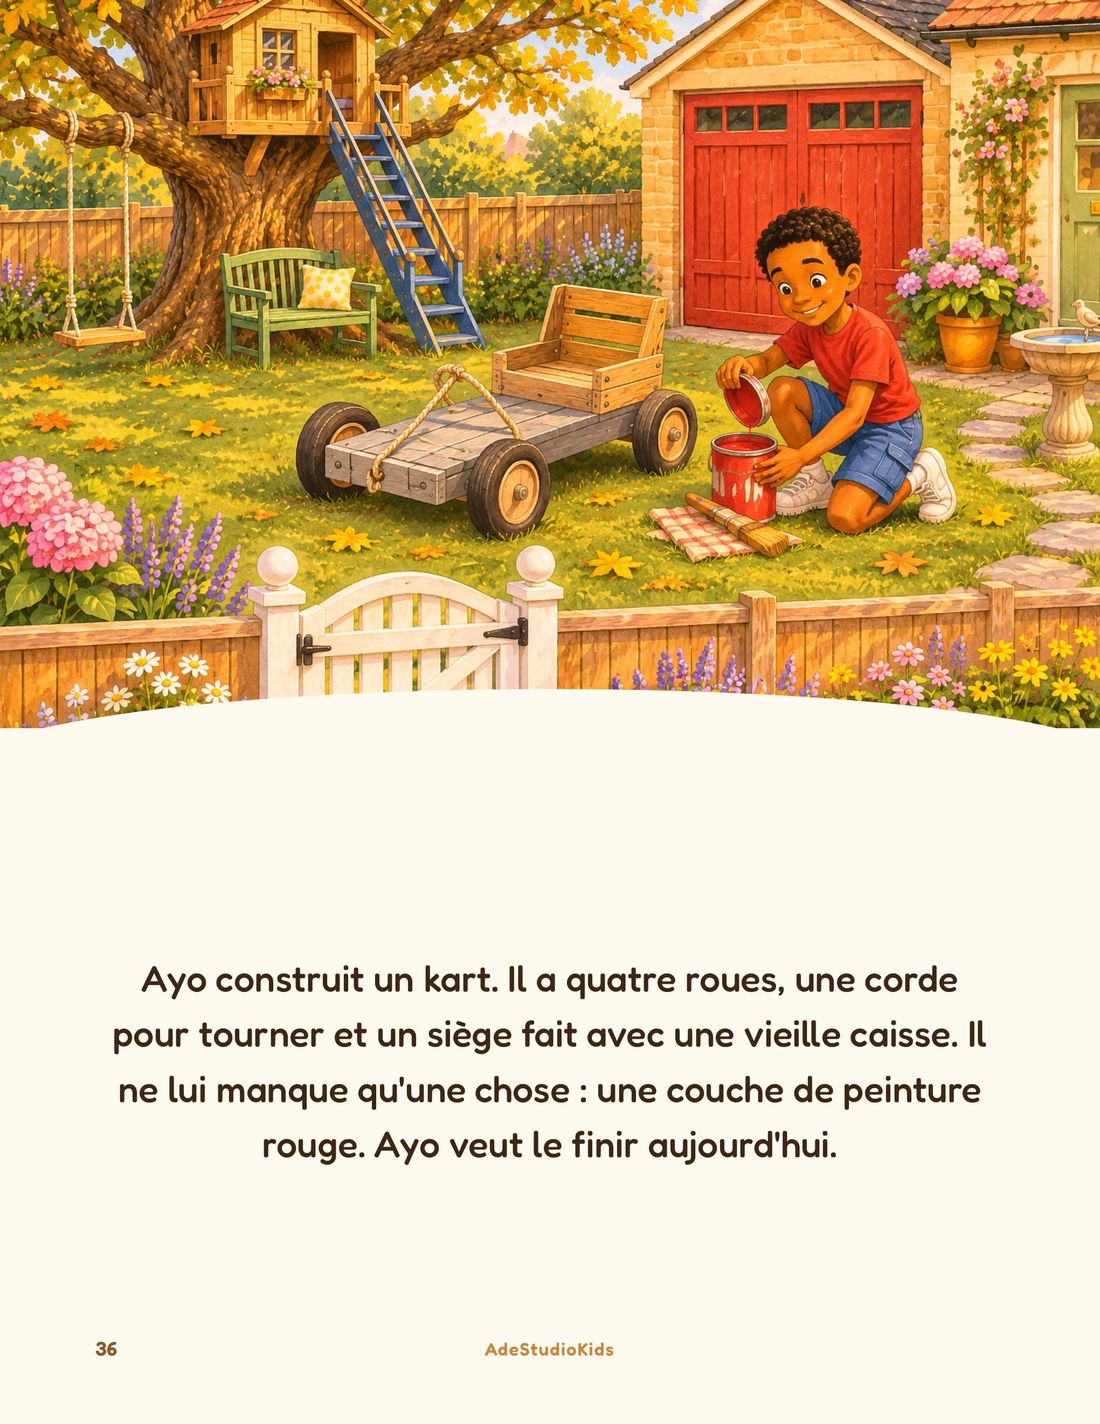 Ayo construit un kart. Il a quatre roues, une corde
pour tourner et un siège fait avec une vieille caisse. Il
ne lui manque qu'une chose : une couche de peinture
rouge. Ayo veut le finir aujourd'hui.
36
AdeStudioKids